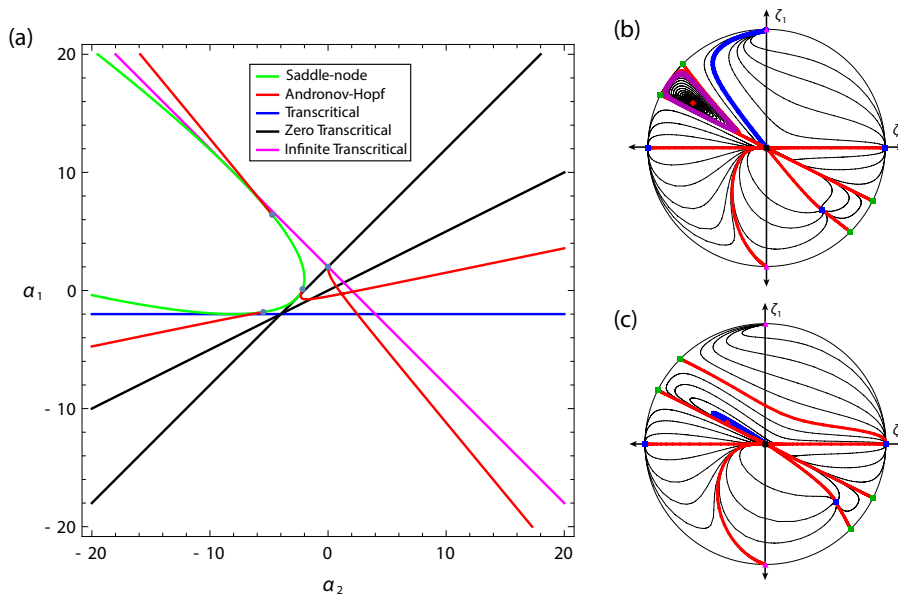 (a)
20
10
0
- 10
- 20
α1
- 20
- 10
0
10
20
α2
Saddle-node
Andronov-Hopf
Transcritical
Zero Transcritical
Infinite Transcritical
(b)
ζ1
ζ
(c)
ζ1
ζ